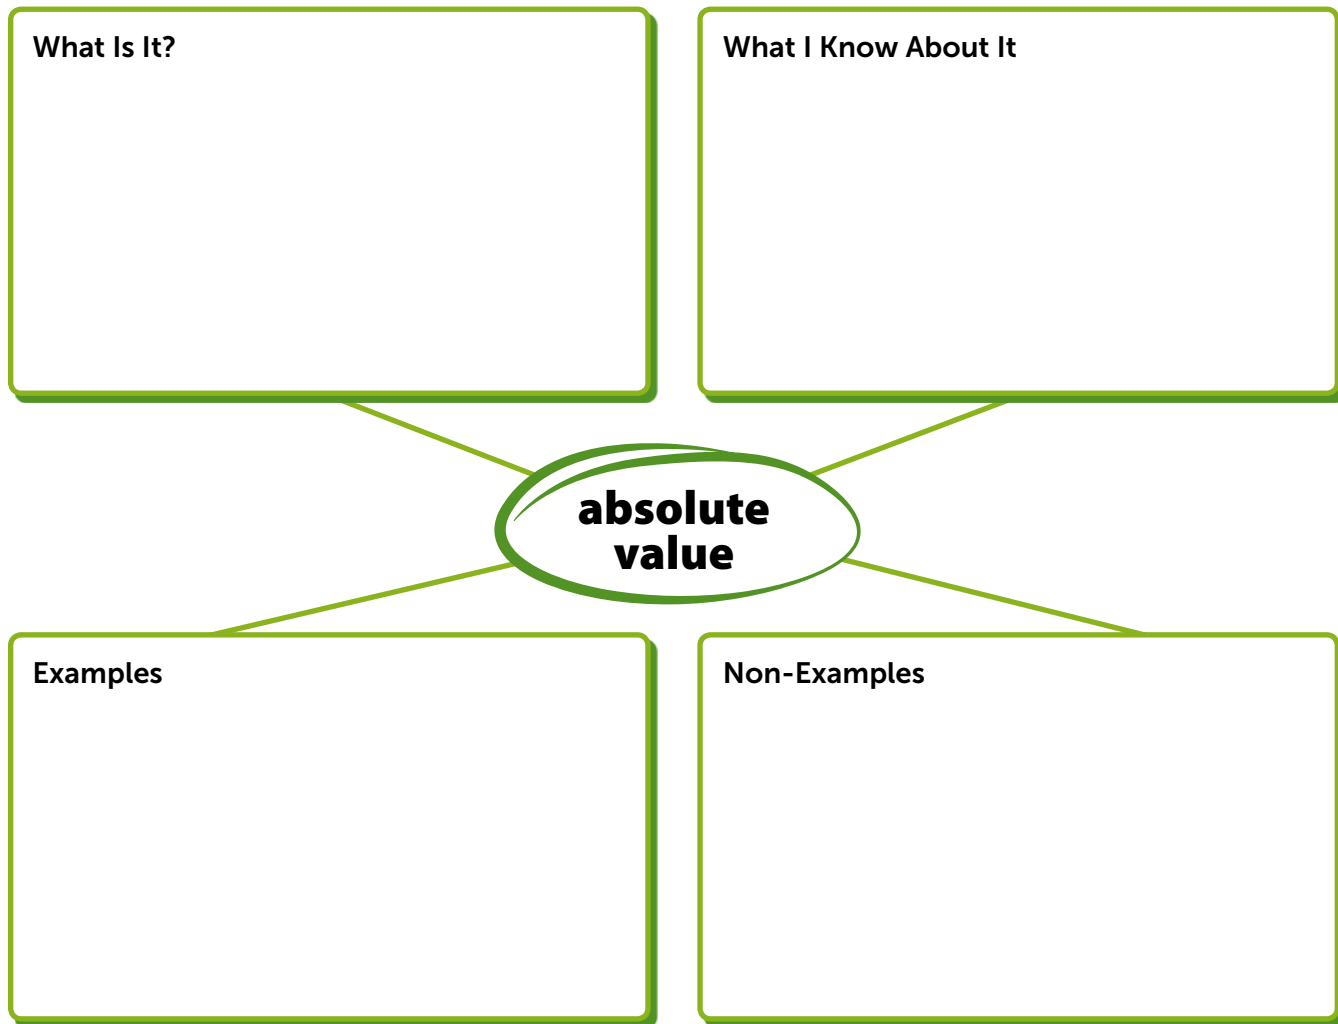 What Is It?
What I Know About It
absolute
value
Examples
Non-Examples